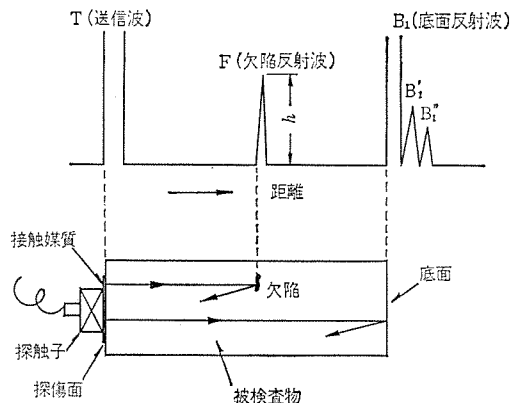 T (送信波)
B₁(底面反射波)
F (欠陥反射波)
B₁′
B₁″
h
距離
接触媒質
欠陥
底面
探触子
探傷面
被検査物